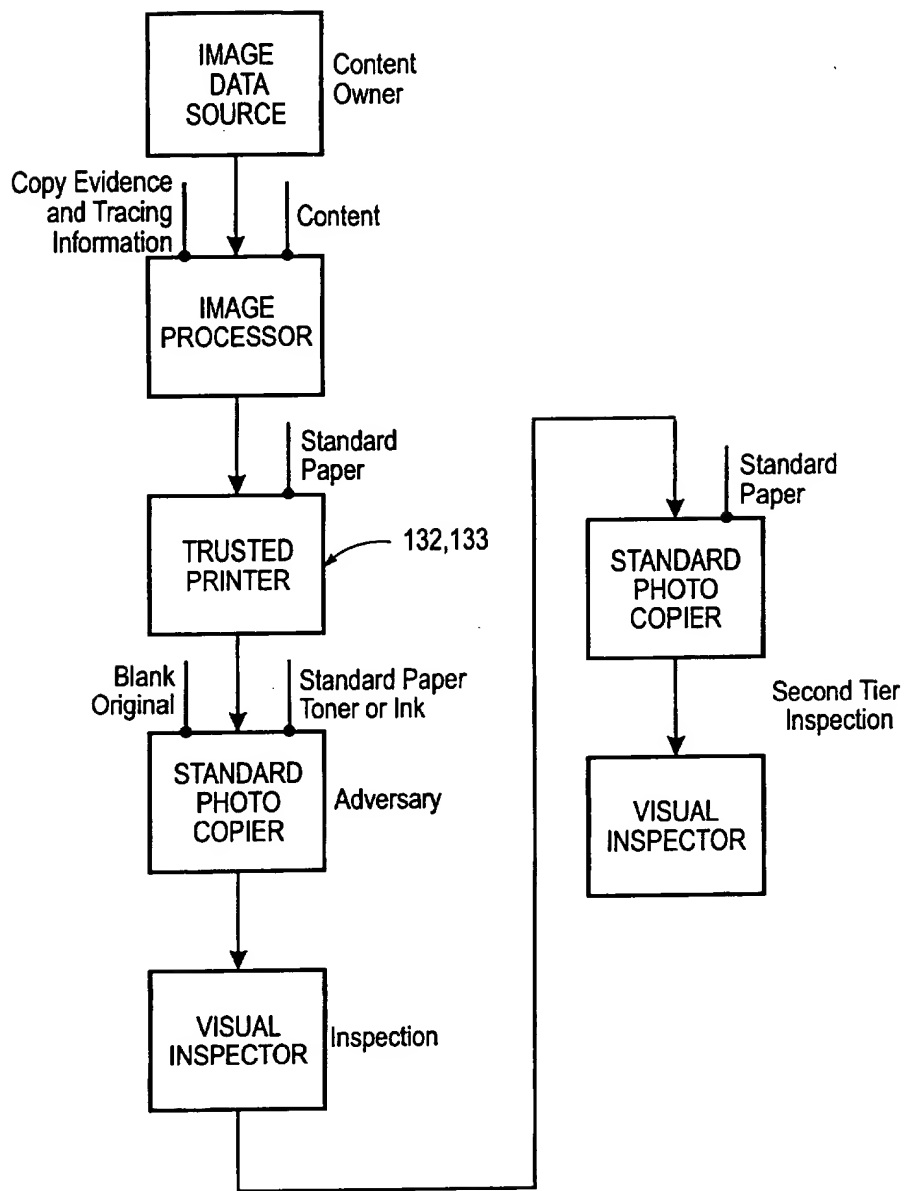 IMAGE
DATA
SOURCE
Content
Owner
Copy Evidence
and Tracing
Information
Content
IMAGE
PROCESSOR
Standard
Paper
TRUSTED
PRINTER
132,133
Blank
Original
Standard Paper
Toner or Ink
STANDARD
PHOTO
COPIER
Adversary
VISUAL
INSPECTOR
Inspection
Standard
Paper
STANDARD
PHOTO
COPIER
Second Tier
Inspection
VISUAL
INSPECTOR